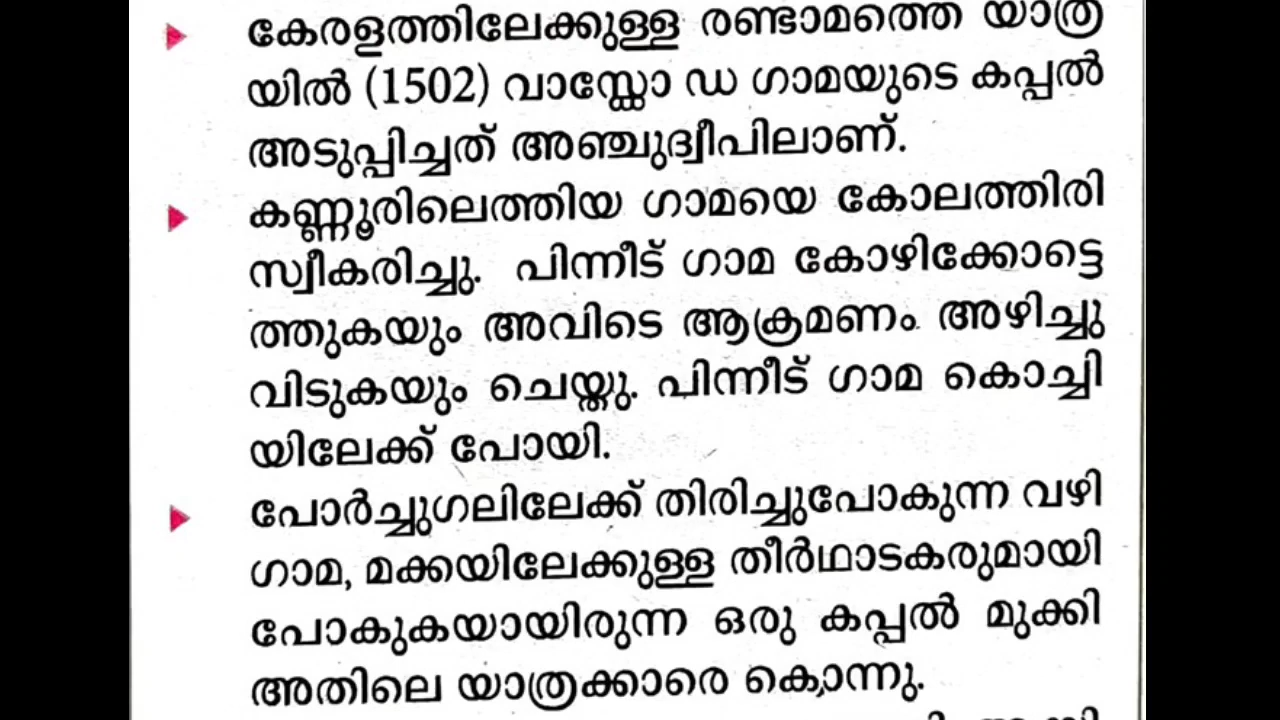 കേരളത്തിലേക്കുള്ള രണ്ടാമത്തെ യാത്ര
യിൽ (1502) വാസ്കോ ഡ ഗാമയുടെ കപ്പൽ
അടുപ്പിച്ചത് അഞ്ചുദ്വീപിലാണ്.
കണ്ണൂരിലെത്തിയ ഗാമയെ കോലത്തിരി
സ്വീകരിച്ചു. പിന്നീട് ഗാമ കോഴിക്കോട്ടെ
ത്തുകയും അവിടെ ആക്രമണം അഴിച്ചു
വിടുകയും ചെയ്തു. പിന്നീട് ഗാമ കൊച്ചി
യിലേക്ക് പോയി.
പോർച്ചുഗലിലേക്ക് തിരിച്ചുപോകുന്ന വഴി
ഗാമ, മക്കയിലേക്കുള്ള തീർഥാടകരുമായി
പോകുകയായിരുന്ന ഒരു കപ്പൽ മുക്കി
അതിലെ യാത്രക്കാരെ കൊന്നു.